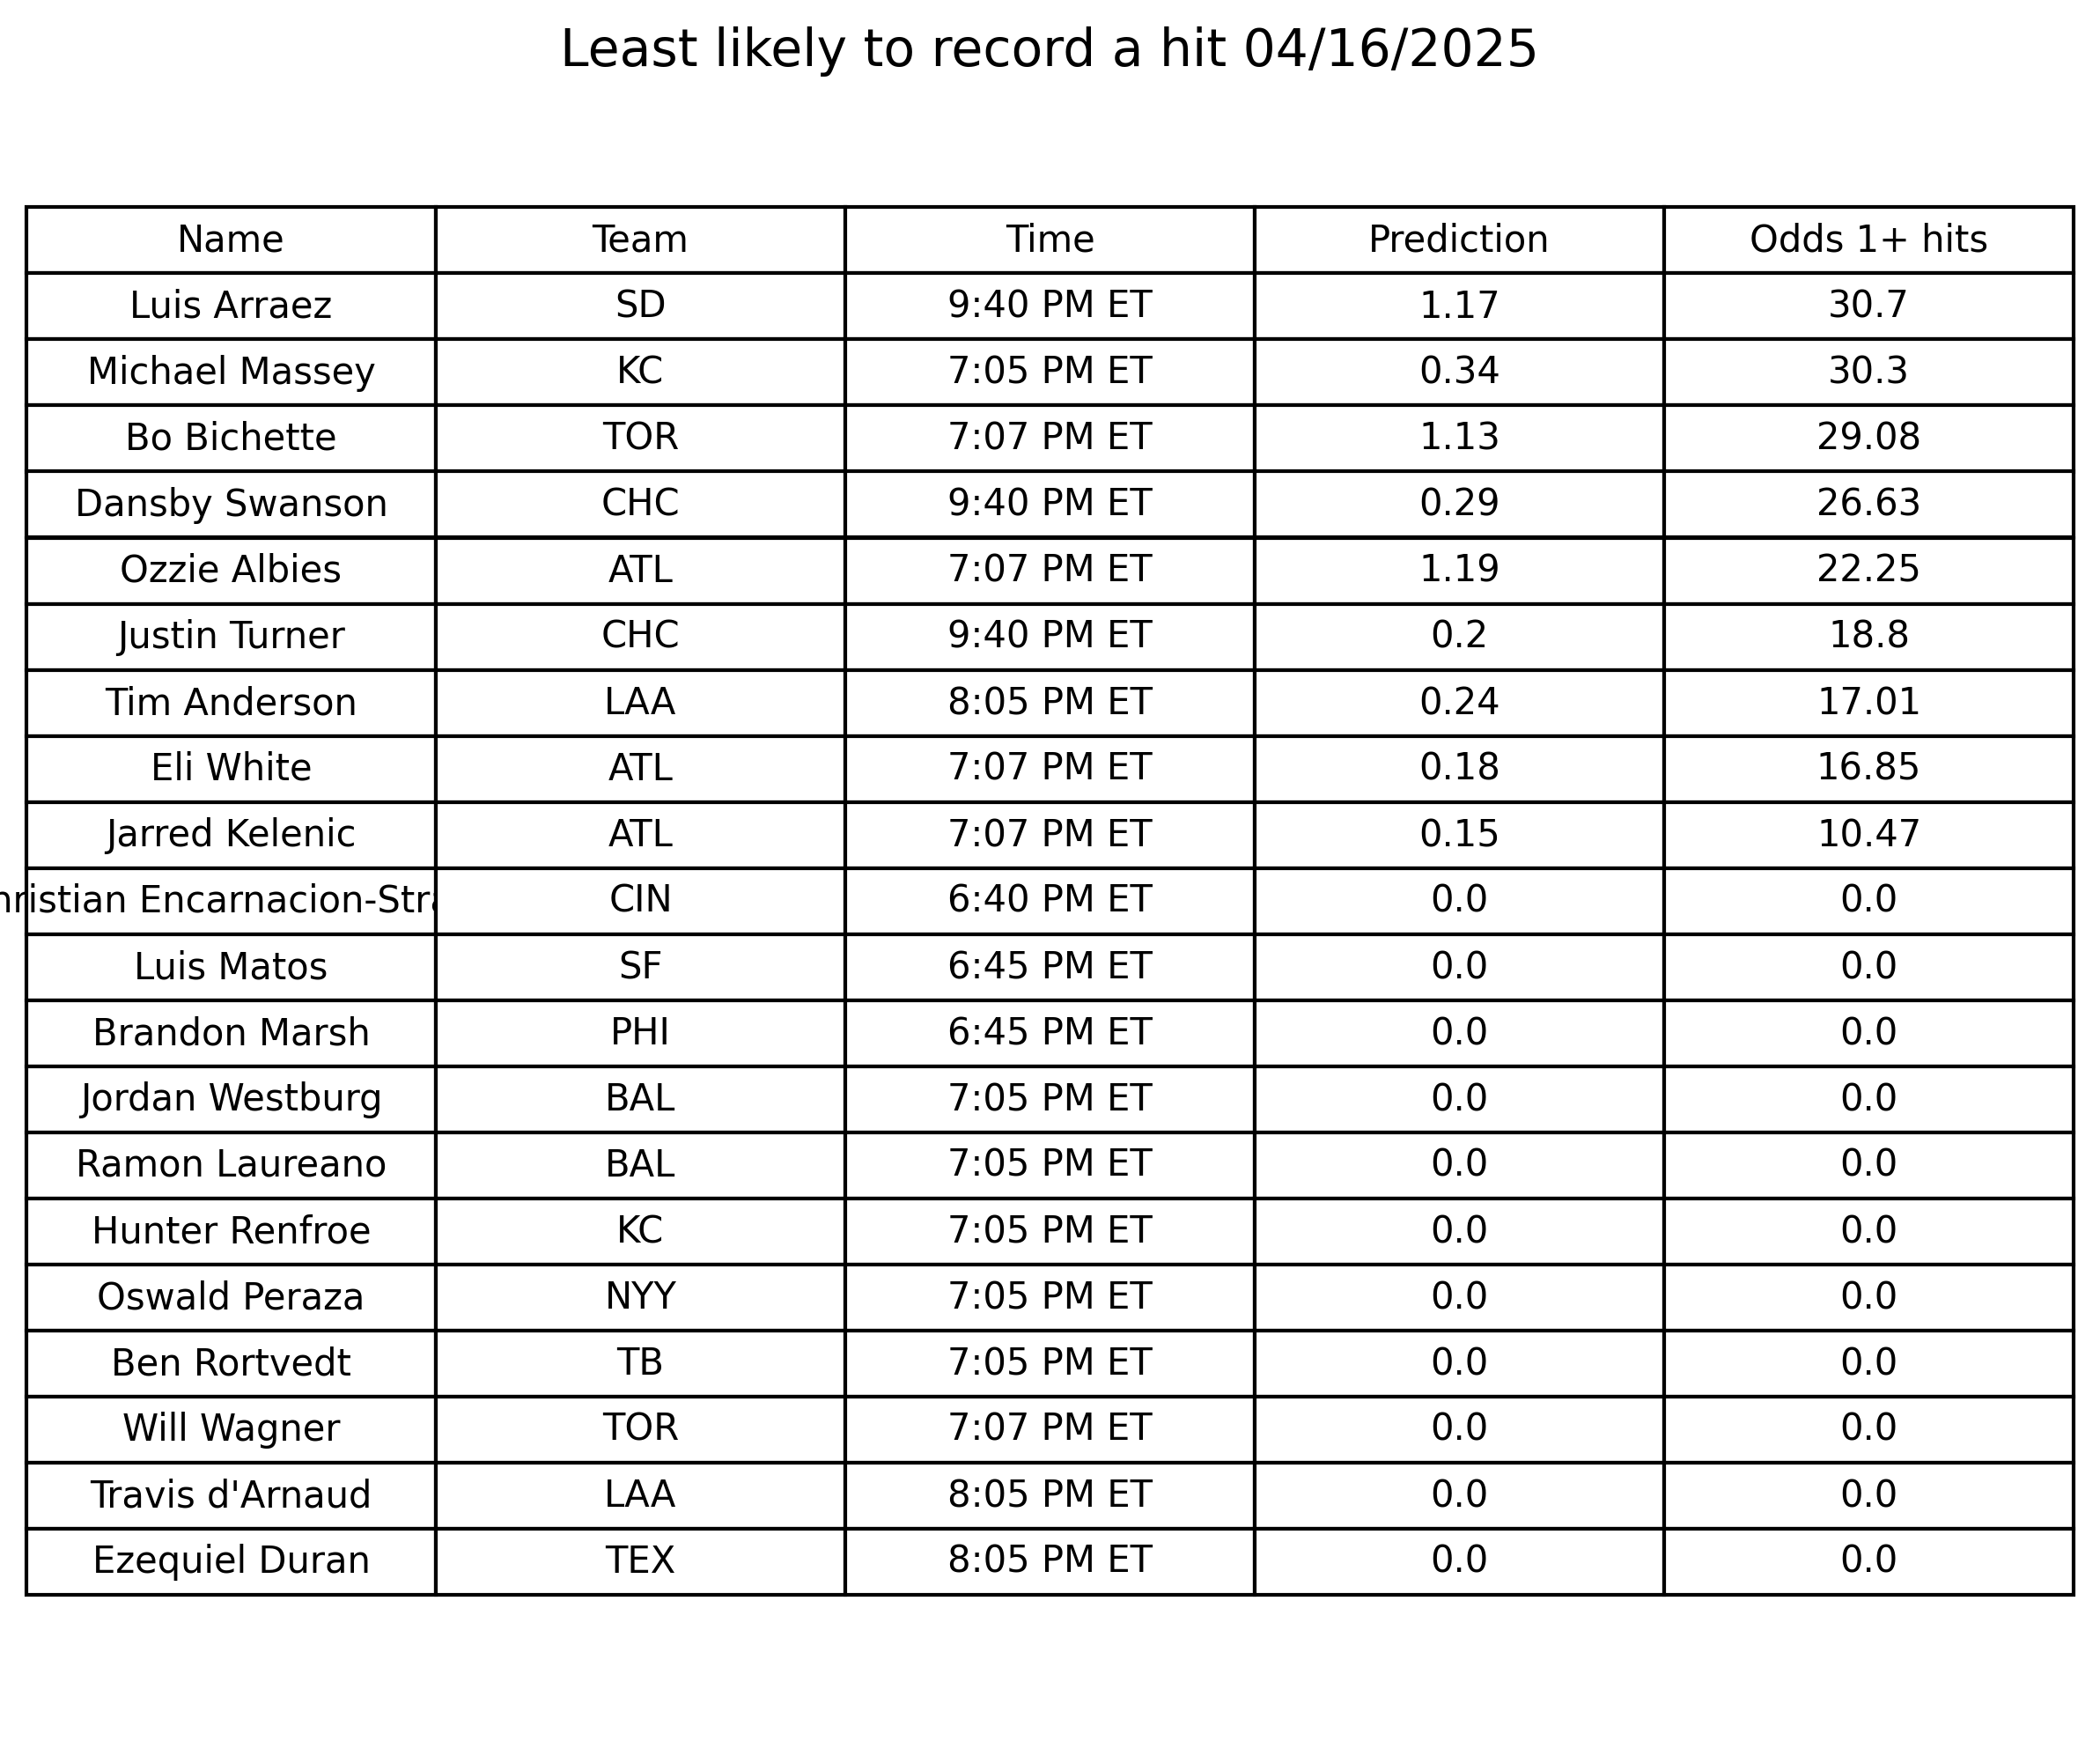 Least likely to record a hit 04/16/2025
Name Team Time Prediction Odds 1+ hits
Luis Arraez SD 9:40 PM ET 1.17 30.7
Michael Massey KC 7:05 PM ET 0.34 30.3
Bo Bichette TOR 7:07 PM ET 1.13 29.08
Dansby Swanson CHC 9:40 PM ET 0.29 26.63
Ozzie Albies ATL 7:07 PM ET 1.19 22.25
Justin Turner CHC 9:40 PM ET 0.2 18.8
Tim Anderson LAA 8:05 PM ET 0.24 17.01
Eli White ATL 7:07 PM ET 0.18 16.85
Jarred Kelenic ATL 7:07 PM ET 0.15 10.47
hristian Encarnacion-Stra CIN 6:40 PM ET 0.0 0.0
Luis Matos SF 6:45 PM ET 0.0 0.0
Brandon Marsh PHI 6:45 PM ET 0.0 0.0
Jordan Westburg BAL 7:05 PM ET 0.0 0.0
Ramon Laureano BAL 7:05 PM ET 0.0 0.0
Hunter Renfroe KC 7:05 PM ET 0.0 0.0
Oswald Peraza NYY 7:05 PM ET 0.0 0.0
Ben Rortvedt TB 7:05 PM ET 0.0 0.0
Will Wagner TOR 7:07 PM ET 0.0 0.0
Travis d'Arnaud LAA 8:05 PM ET 0.0 0.0
Ezequiel Duran TEX 8:05 PM ET 0.0 0.0